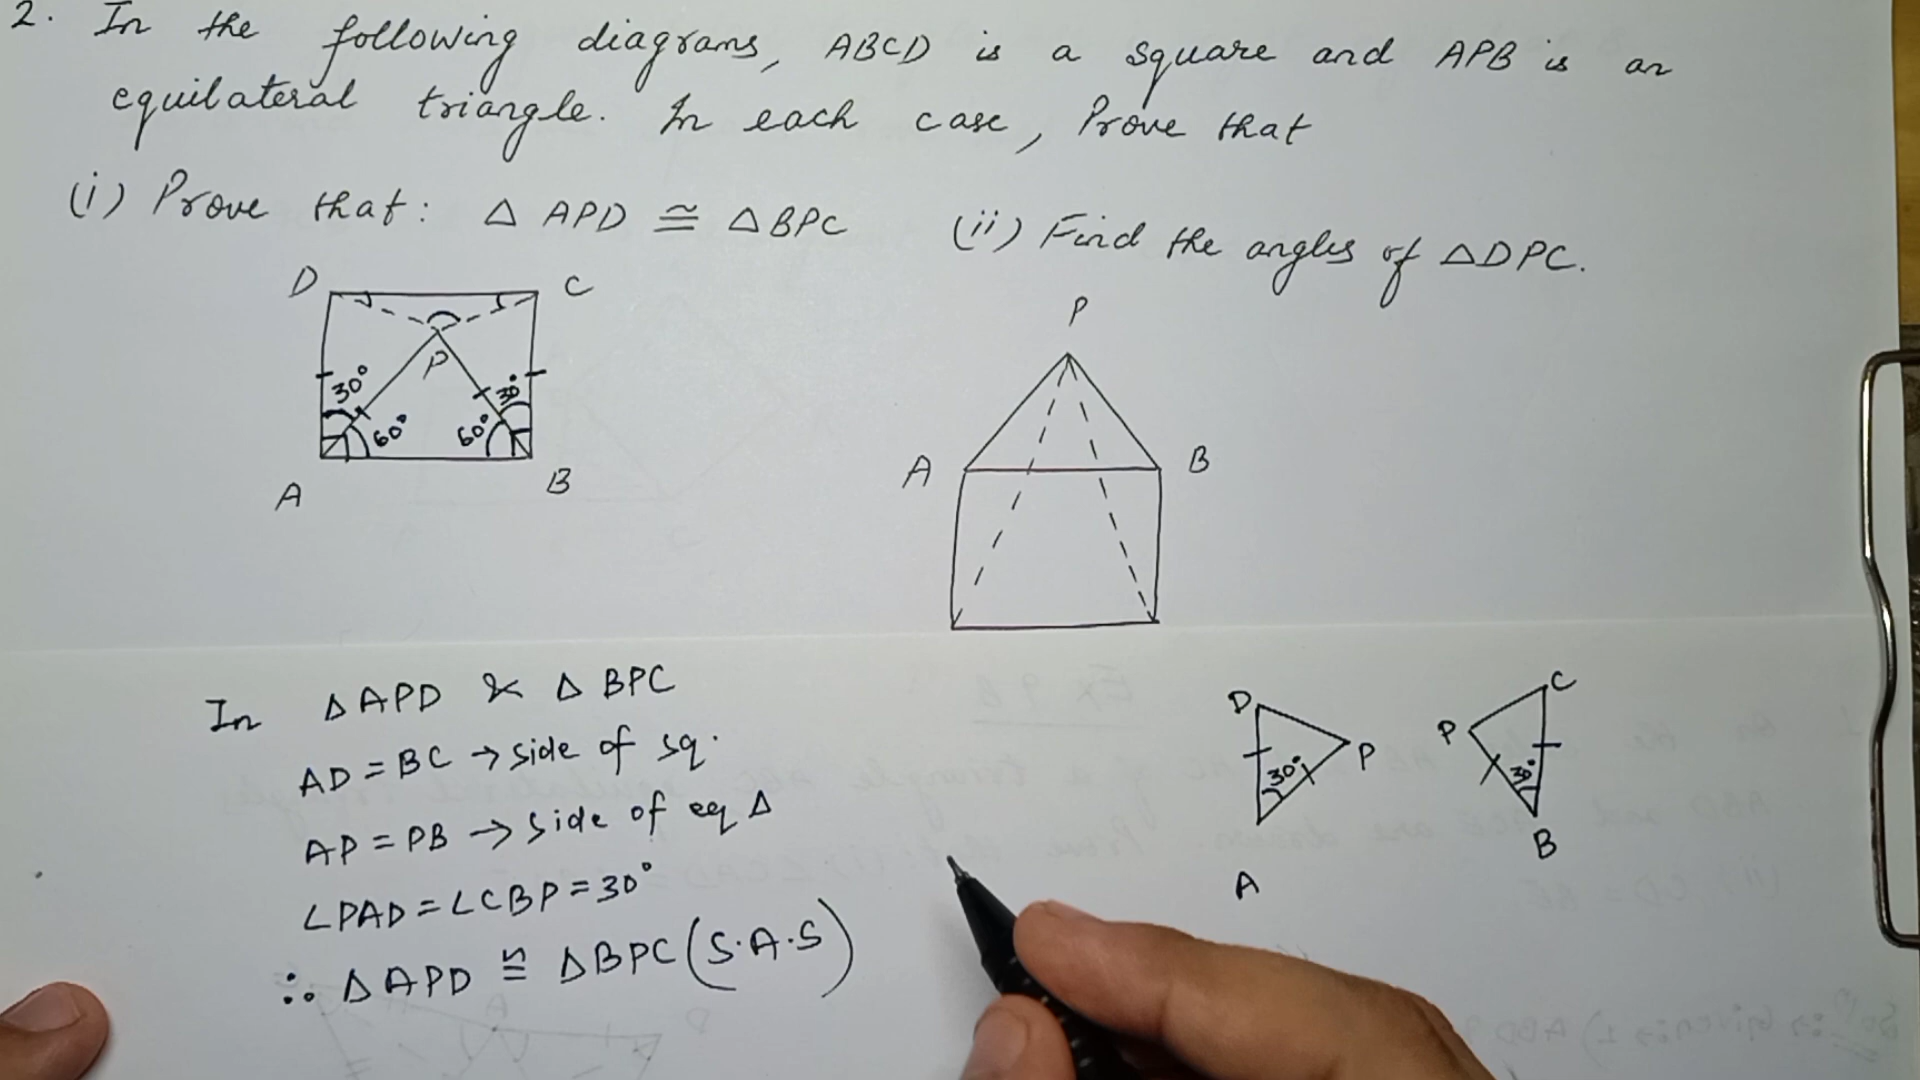 2. In the following diagrams, ABCD is a square and APB is an
equilateral triangle. In each case, Prove that
(i) Prove that: △ APD ≅ △ BPC
(ii) Find the angles of △DPC.
D C
P
30° 30°
60° 60°
A B
P
A B
In △ APD & △ BPC
AD = BC → side of sq.
AP = PB → side of eq △
∠PAD = ∠CBP = 30°
∴ △ APD ≅ △BPC (S.A.S)
D P
30°
A
C P
30°
B